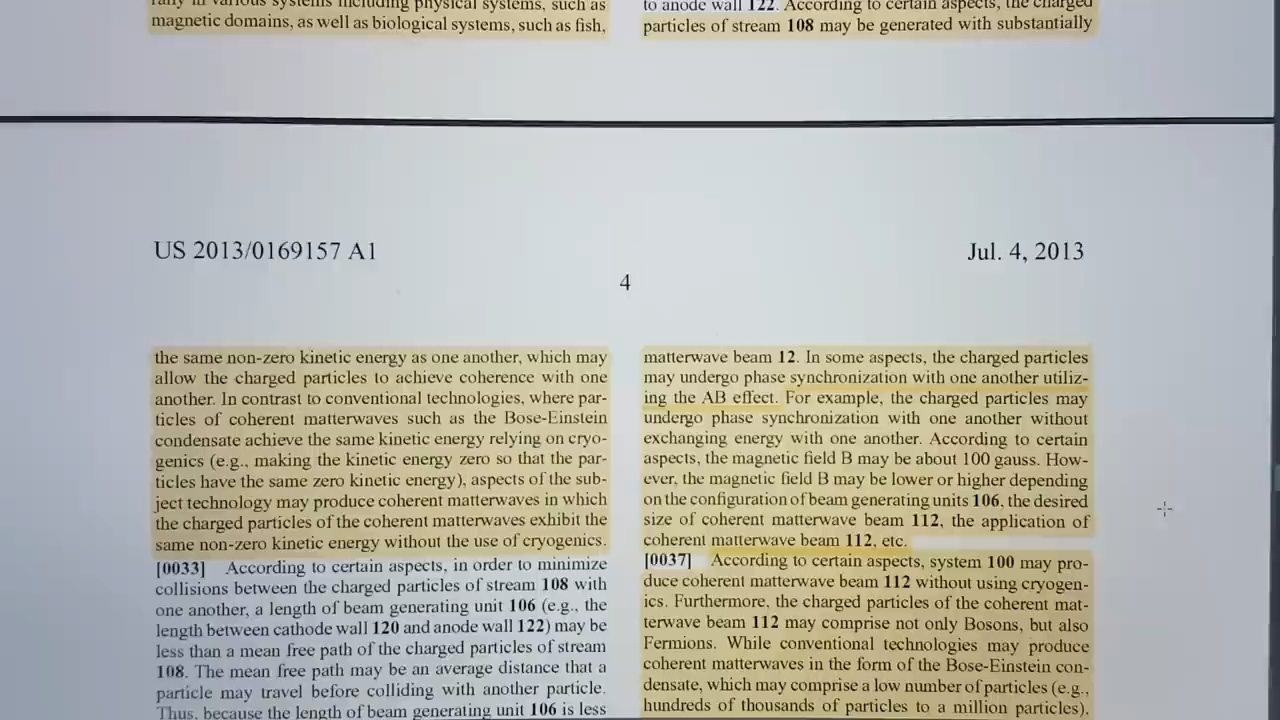 rally in various systems including physical systems, such as
magnetic domains, as well as biological systems, such as fish,
to anode wall 122. According to certain aspects, the charged
particles of stream 108 may be generated with substantially
US 2013/0169157 A1
Jul. 4, 2013
4
the same non-zero kinetic energy as one another, which may
allow the charged particles to achieve coherence with one
another. In contrast to conventional technologies, where par-
ticles of coherent matterwaves such as the Bose-Einstein
condensate achieve the same kinetic energy relying on cryo-
genics (e.g., making the kinetic energy zero so that the par-
ticles have the same zero kinetic energy), aspects of the sub-
ject technology may produce coherent matterwaves in which
the charged particles of the coherent matterwaves exhibit the
same non-zero kinetic energy without the use of cryogenics.
[0033] According to certain aspects, in order to minimize
collisions between the charged particles of stream 108 with
one another, a length of beam generating unit 106 (e.g., the
length between cathode wall 120 and anode wall 122) may be
less than a mean free path of the charged particles of stream
108. The mean free path may be an average distance that a
particle may travel before colliding with another particle.
Thus, because the length of beam generating unit 106 is less
matterwave beam 12. In some aspects, the charged particles
may undergo phase synchronization with one another utiliz-
ing the AB effect. For example, the charged particles may
undergo phase synchronization with one another without
exchanging energy with one another. According to certain
aspects, the magnetic field B may be about 100 gauss. How-
ever, the magnetic field B may be lower or higher depending
on the configuration of beam generating units 106, the desired
size of coherent matterwave beam 112, the application of
coherent matterwave beam 112, etc.
[0037] According to certain aspects, system 100 may pro-
duce coherent matterwave beam 112 without using cryogen-
ics. Furthermore, the charged particles of the coherent mat-
terwave beam 112 may comprise not only Bosons, but also
Fermions. While conventional technologies may produce
coherent matterwaves in the form of the Bose-Einstein con-
densate, which may comprise a low number of particles (e.g.,
hundreds of thousands of particles to a million particles),